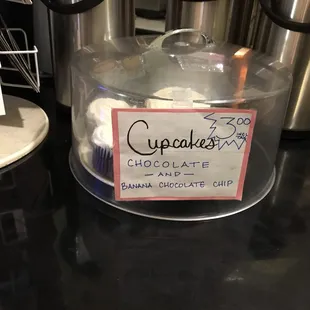 Cupcakes 3.00
CHOCOLATE
— AND —
BANANA CHOCOLATE CHIP